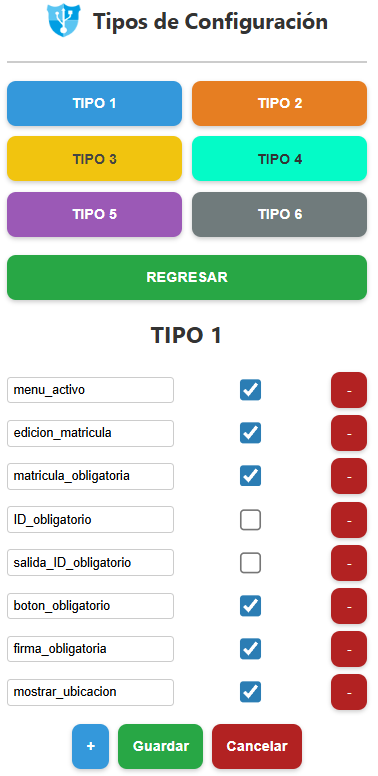 Tipos de Configuración
TIPO 1
TIPO 2
TIPO 3
TIPO 4
TIPO 5
TIPO 6
REGRESAR
TIPO 1
menu_activo -
edicion_matricula -
matricula_obligatoria -
ID_obligatorio -
salida_ID_obligatorio -
boton_obligatorio -
firma_obligatoria -
mostrar_ubicacion -
+ Guardar Cancelar